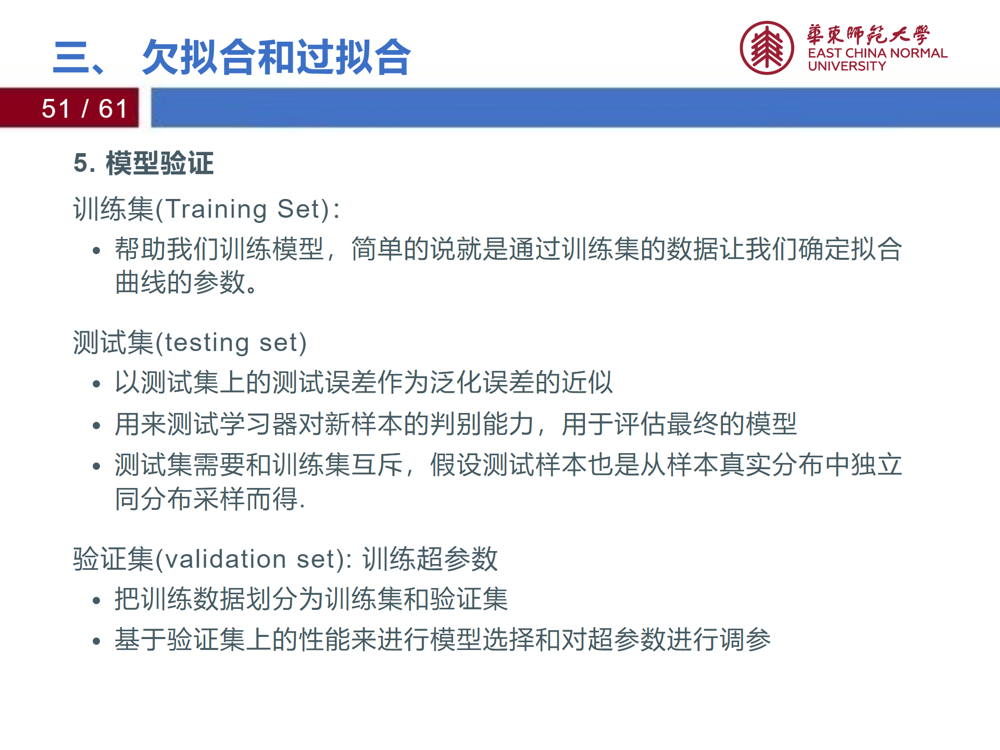 三、 欠拟合和过拟合
華東師範大學
EAST CHINA NORMAL
UNIVERSITY
51 / 61
5. 模型验证
训练集(Training Set)：
• 帮助我们训练模型，简单的说就是通过训练集的数据让我们确定拟合
曲线的参数。
测试集(testing set)
• 以测试集上的测试误差作为泛化误差的近似
• 用来测试学习器对新样本的判别能力，用于评估最终的模型
• 测试集需要和训练集互斥，假设测试样本也是从样本真实分布中独立
同分布采样而得.
验证集(validation set): 训练超参数
• 把训练数据划分为训练集和验证集
• 基于验证集上的性能来进行模型选择和对超参数进行调参